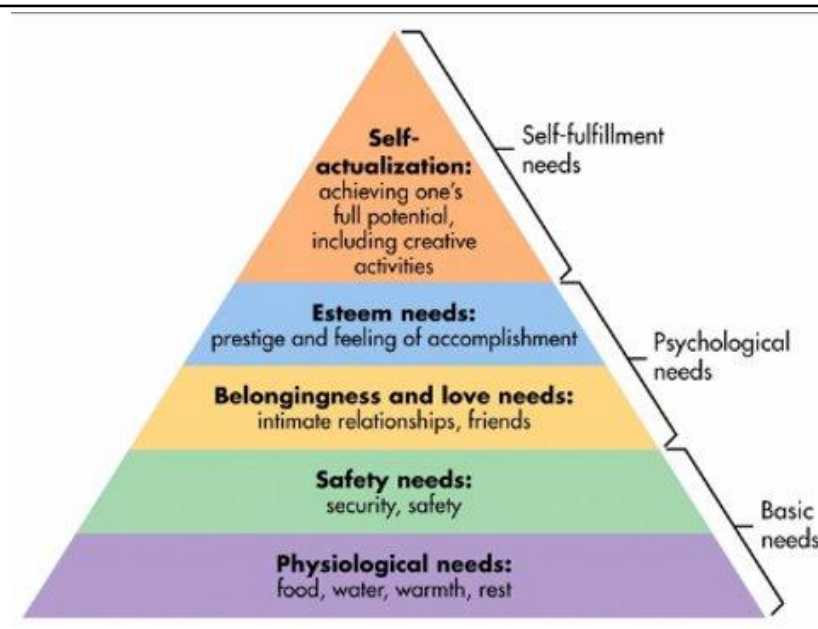 Self-
actualization:
achieving one's
full potential,
including creative
activities
Self-fulfillment
needs
Esteem needs:
prestige and feeling of accomplishment
Psychological
needs
Belongingness and love needs:
intimate relationships, friends
Safety needs:
security, safety
Basic
needs
Physiological needs:
food, water, warmth, rest